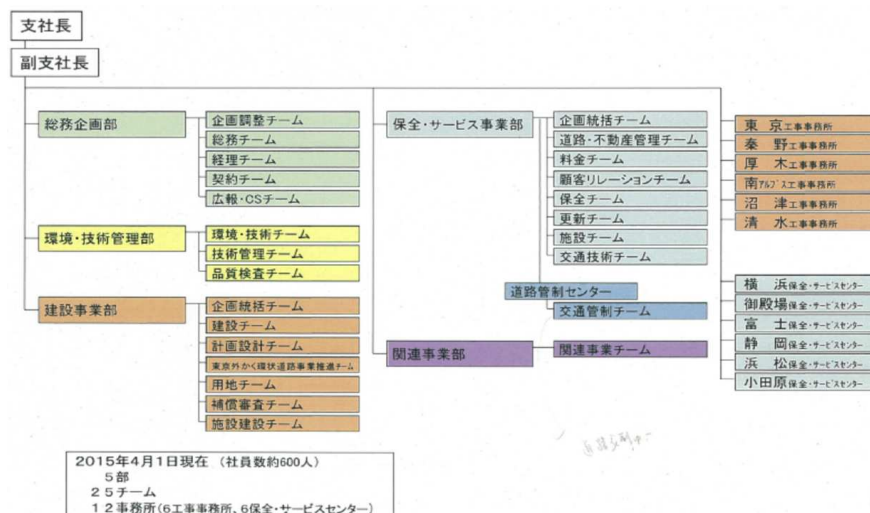 支社長
副支社長
総務企画部
企画調整チーム
総務チーム
経理チーム
契約チーム
広報・CSチーム
環境・技術管理部
環境・技術チーム
技術管理チーム
品質検査チーム
建設事業部
企画統括チーム
建設チーム
計画設計チーム
東京外かく環状道路事業推進チーム
用地チーム
補償審査チーム
施設建設チーム
保全・サービス事業部
企画統括チーム
道路・不動産管理チーム
料金チーム
顧客リレーションチーム
保全チーム
更新チーム
施設チーム
交通技術チーム
道路管制センター
交通管制チーム
関連事業部
関連事業チーム
東 京工事事務所
秦 野工事事務所
厚 木工事事務所
南アルプス工事事務所
沼 津工事事務所
清 水工事事務所
横 浜保全・サービスセンター
御殿場保全・サービスセンター
富 士保全・サービスセンター
静 岡保全・サービスセンター
浜 松保全・サービスセンター
小田原保全・サービスセンター
2015年4月1日現在 (社員数約600人)
5部
25チーム
12事務所(6工事事務所、6保全・サービスセンター)